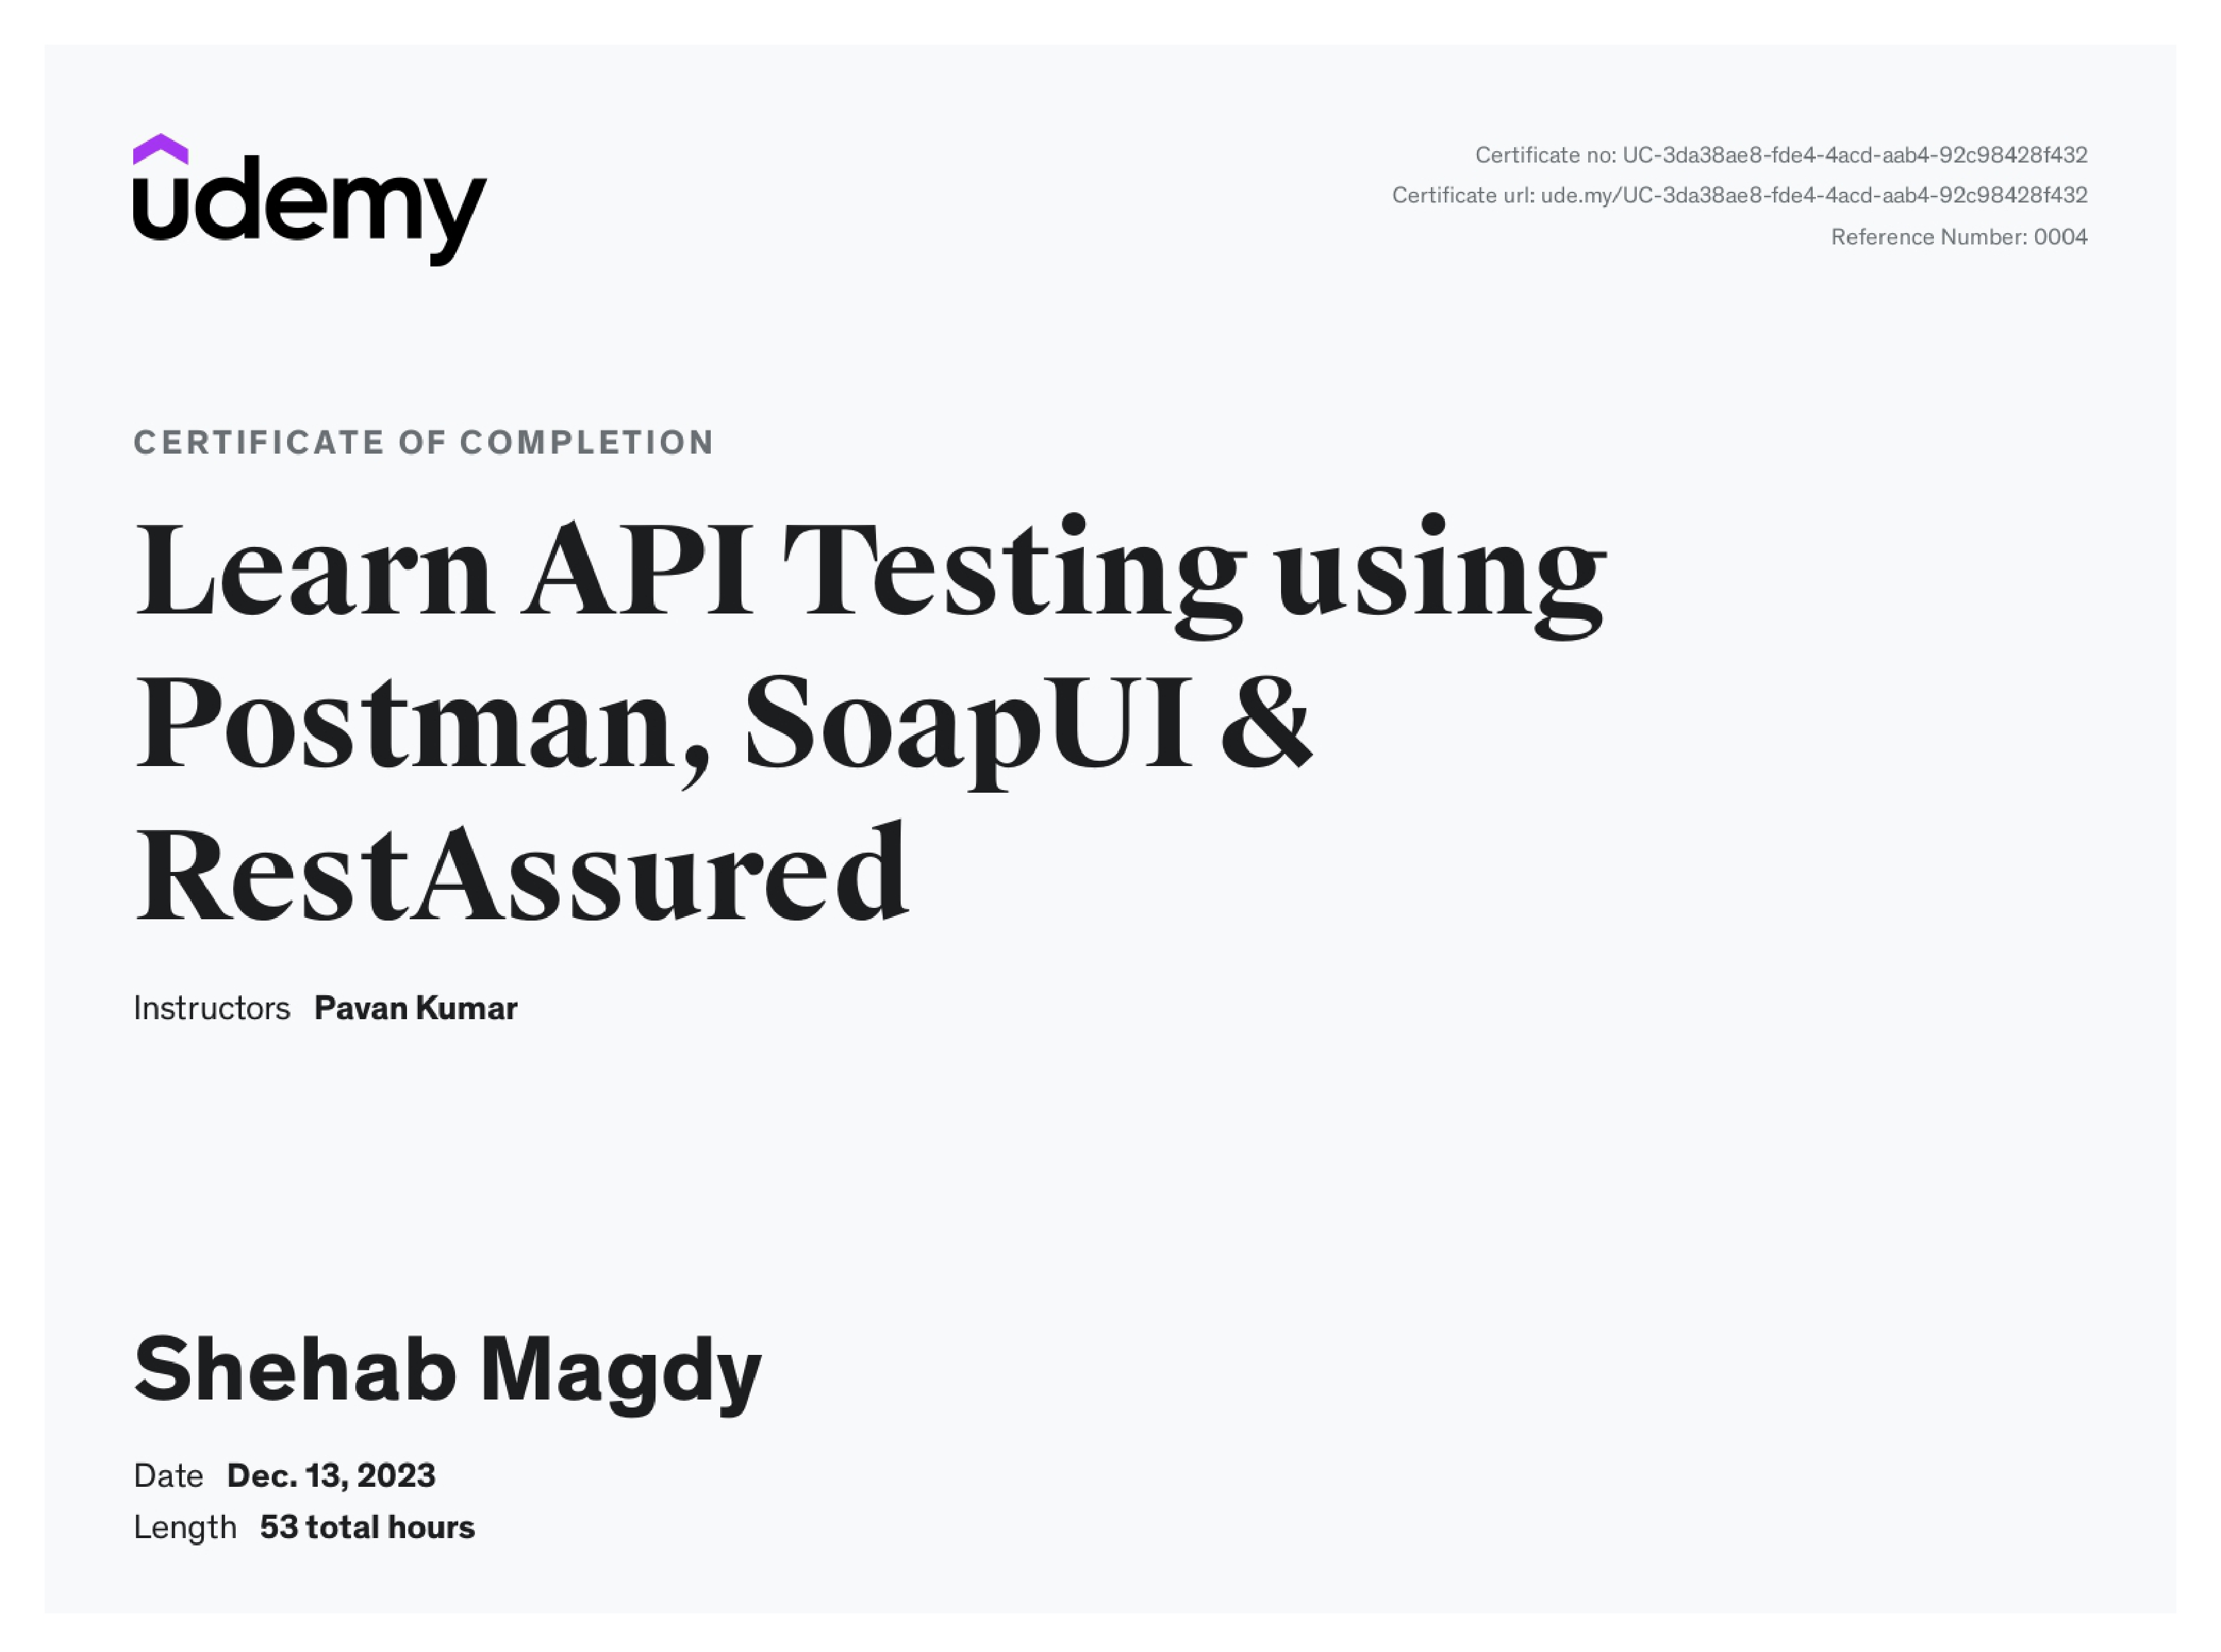 udemy
Certificate no: UC-3da38ae8-fde4-4acd-aab4-92c98428f432
Certificate url: ude.my/UC-3da38ae8-fde4-4acd-aab4-92c98428f432
Reference Number: 0004
CERTIFICATE OF COMPLETION
Learn API Testing using
Postman, SoapUI &
RestAssured
Instructors Pavan Kumar
Shehab Magdy
Date Dec. 13, 2023
Length 53 total hours